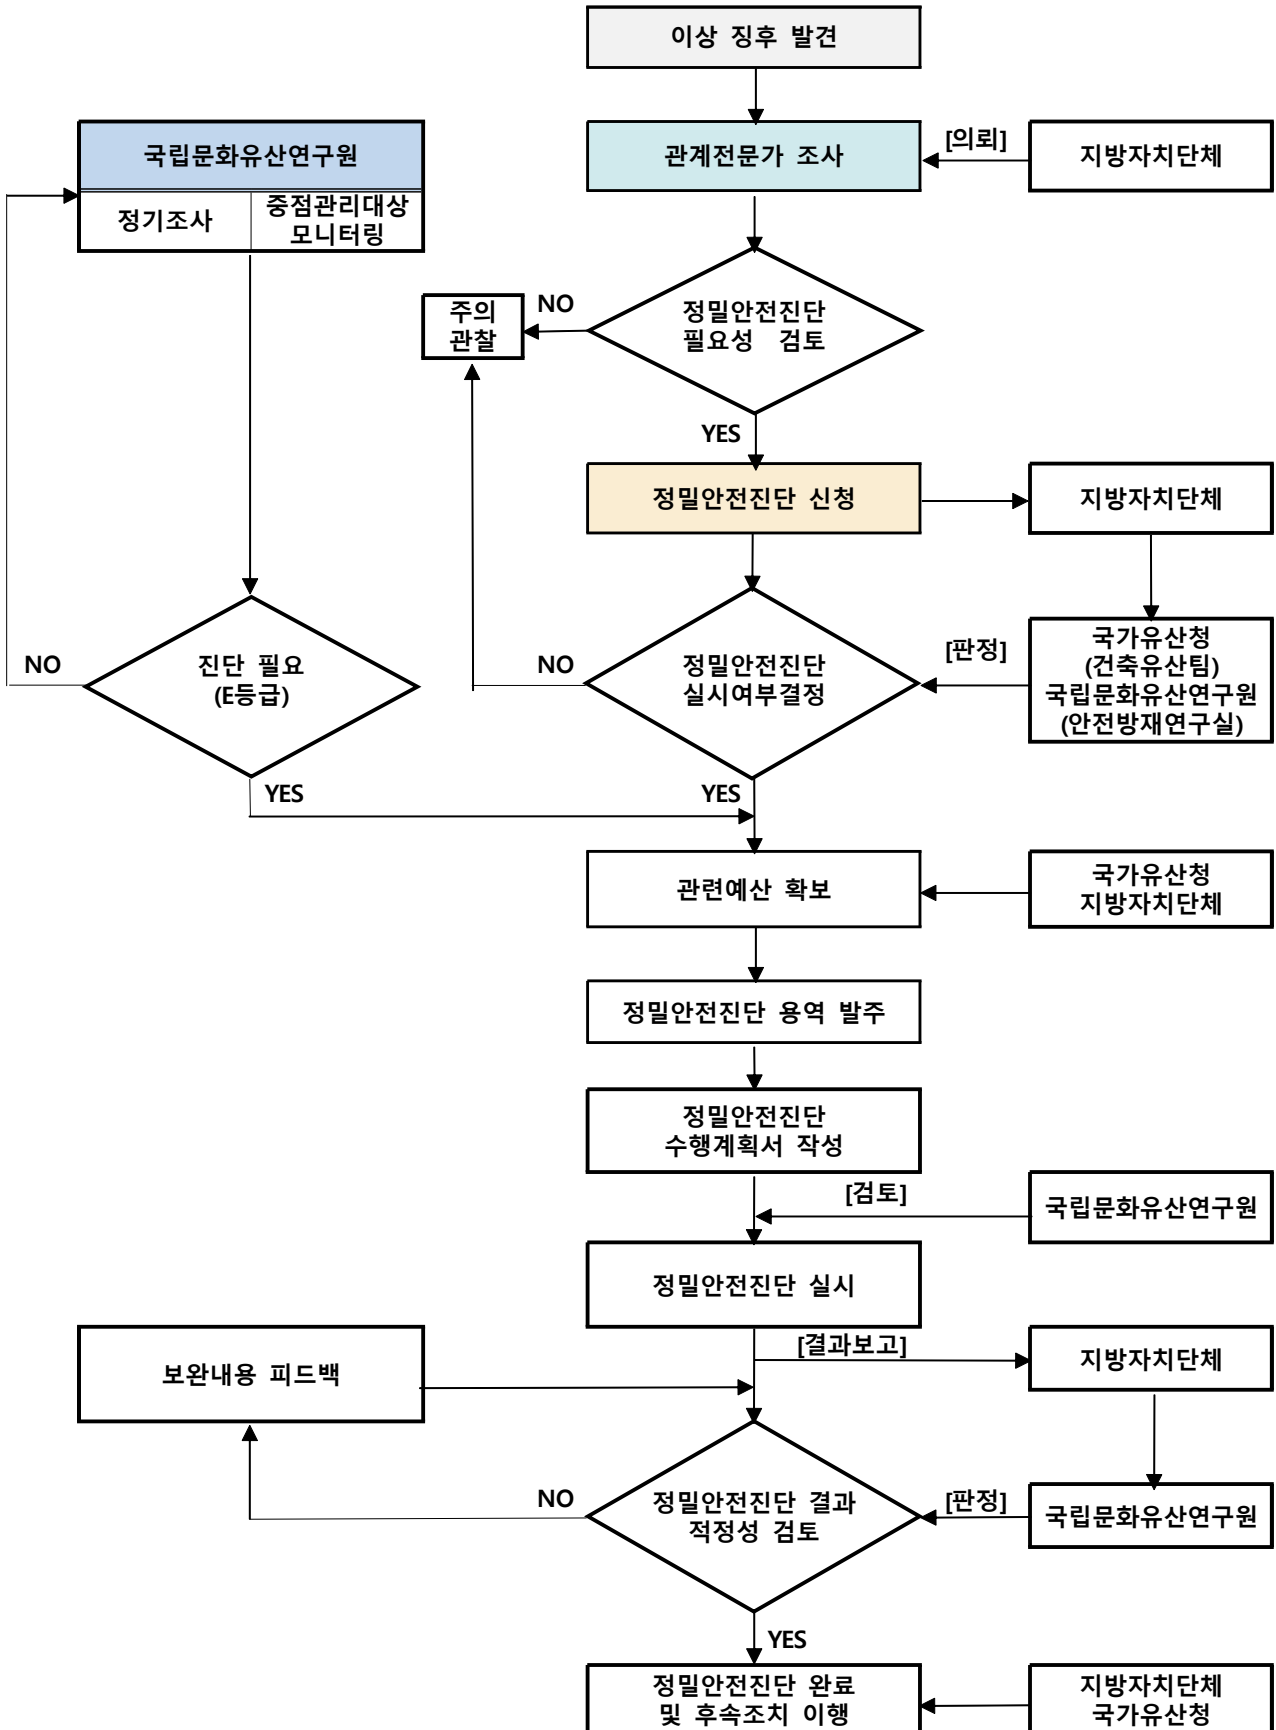 이상 징후 발견
국립문화유산연구원
정기조사
중점관리대상
모니터링
관계전문가 조사
[의뢰]
지방자치단체
주의
관찰
NO
정밀안전진단
필요성 검토
YES
정밀안전진단 신청
지방자치단체
NO
진단 필요
(E등급)
YES
NO
정밀안전진단
실시여부결정
YES
[판정]
국가유산청
(건축유산팀)
국립문화유산연구원
(안전방재연구실)
관련예산 확보
국가유산청
지방자치단체
정밀안전진단 용역 발주
정밀안전진단
수행계획서 작성
[검토]
국립문화유산연구원
정밀안전진단 실시
[결과보고]
지방자치단체
보완내용 피드백
NO
정밀안전진단 결과
적정성 검토
[판정]
국립문화유산연구원
YES
정밀안전진단 완료
및 후속조치 이행
지방자치단체
국가유산청